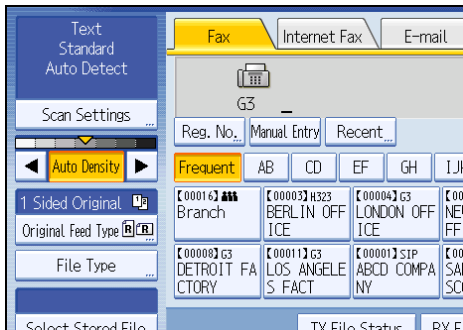 Text
Standard
Auto Detect
Scan Settings
Auto Density
1 Sided Original
Original Feed Type
File Type
Select Stored File
Fax
Internet Fax
E-mail
G3 _
Reg. No.
Manual Entry
Recent
Frequent
AB
CD
EF
GH
【00016】
Branch
【00003】H323
BERLIN OFF
ICE
【00004】G3
LONDON OFF
ICE
【00008】G3
DETROIT FA
CTORY
【00011】G3
LOS ANGELE
S FACT
【00001】SIP
ABCD COMPA
NY
TX File Status